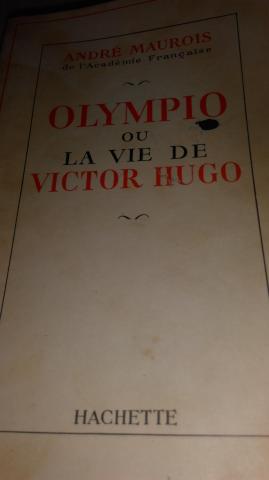 ANDRÉ MAUROIS
de l'Académie Française
OLYMPIO
OU
LA VIE DE
VICTOR HUGO
HACHETTE